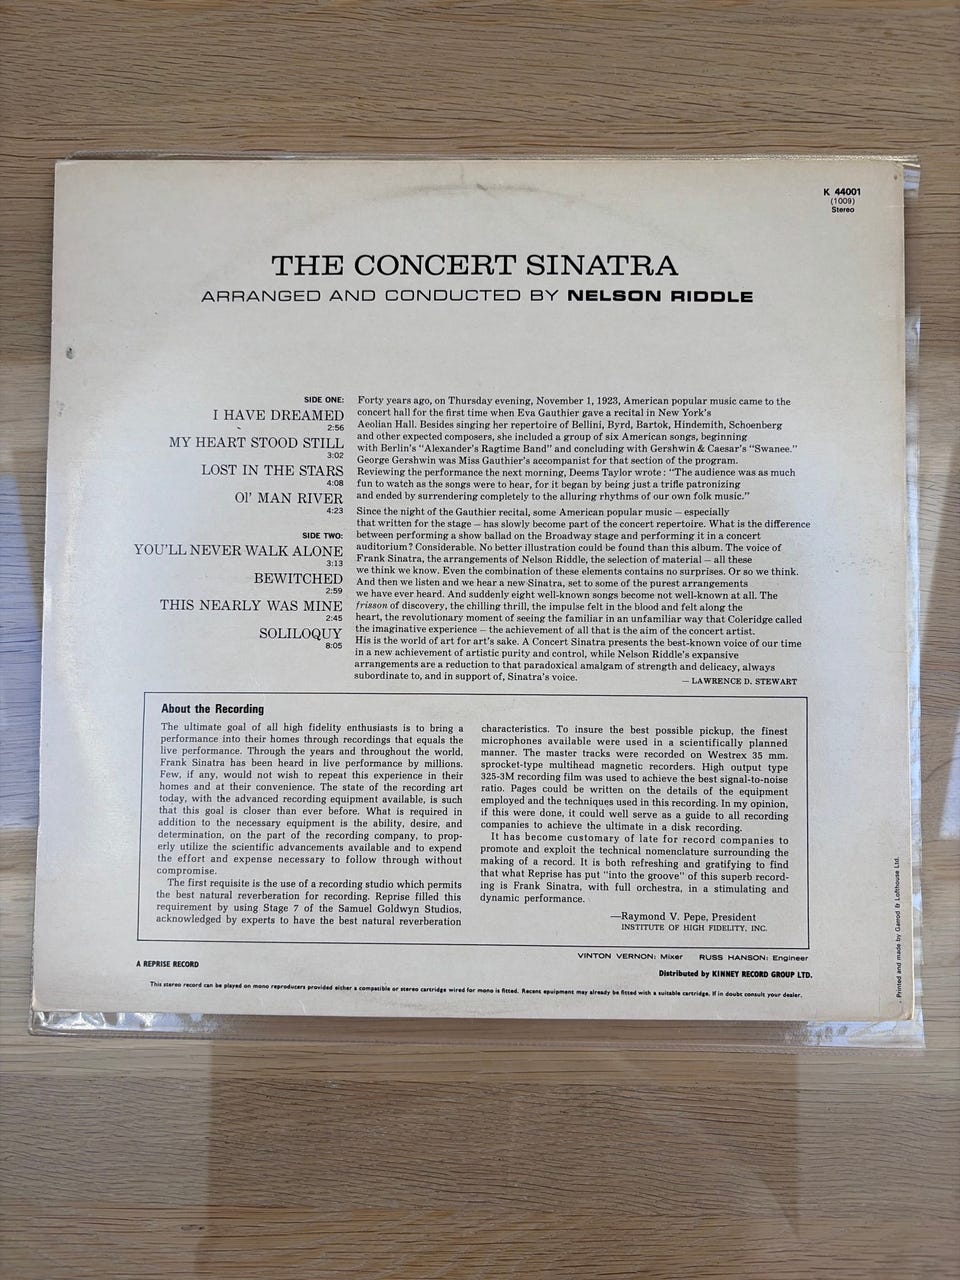 K 44001
(1009)
Stereo
THE CONCERT SINATRA
ARRANGED AND CONDUCTED BY NELSON RIDDLE
SIDE ONE:
I HAVE DREAMED
2:56
MY HEART STOOD STILL
3:02
LOST IN THE STARS
4:08
Ol' MAN RIVER
4:23
SIDE TWO:
YOU'LL NEVER WALK ALONE
3:13
BEWITCHED
2:59
THIS NEARLY WAS MINE
2:45
SOLILOQUY
8:05
Forty years ago, on Thursday evening, November 1, 1923, American popular music came to the
concert hall for the first time when Eva Gauthier gave a recital in New York's
Aeolian Hall. Besides singing her repertoire of Bellini, Byrd, Bartok, Hindemith, Schoenberg
and other expected composers, she included a group of six American songs, beginning
with Berlin's "Alexander's Ragtime Band" and concluding with Gershwin & Caesar's "Swanee."
George Gershwin was Miss Gauthier's accompanist for that section of the program.
Reviewing the performance the next morning, Deems Taylor wrote: "The audience was as much
fun to watch as the songs were to hear, for it began by being just a trifle patronizing
and ended by surrendering completely to the alluring rhythms of our own folk music."
Since the night of the Gauthier recital, some American popular music — especially
that written for the stage — has slowly become part of the concert repertoire. What is the difference
between performing a show ballad on the Broadway stage and performing it in a concert
auditorium? Considerable. No better illustration could be found than this album. The voice of
Frank Sinatra, the arrangements of Nelson Riddle, the selection of material — all these
we think we know. Even the combination of these elements contains no surprises. Or so we think.
And then we listen and we hear a new Sinatra, set to some of the purest arrangements
we have ever heard. And suddenly eight well-known songs become not well-known at all. The
frisson of discovery, the chilling thrill, the impulse felt in the blood and felt along the
heart, the revolutionary moment of seeing the familiar in an unfamiliar way that Coleridge called
the imaginative experience — the achievement of all that is the aim of the concert artist.
His is the world of art for art's sake. A Concert Sinatra presents the best-known voice of our time
in a new achievement of artistic purity and control, while Nelson Riddle's expansive
arrangements are a reduction to that paradoxical amalgam of strength and delicacy, always
subordinate to, and in support of, Sinatra's voice.
— LAWRENCE D. STEWART
About the Recording
The ultimate goal of all high fidelity enthusiasts is to bring a
performance into their homes through recordings that equals the
live performance. Through the years and throughout the world,
Frank Sinatra has been heard in live performance by millions.
Few, if any, would not wish to repeat this experience in their
homes and at their convenience. The state of the recording art
today, with the advanced recording equipment available, is such
that this goal is closer than ever before. What is required in
addition to the necessary equipment is the ability, desire, and
determination, on the part of the recording company, to prop-
erly utilize the scientific advancements available and to expend
the effort and expense necessary to follow through without
compromise.
The first requisite is the use of a recording studio which permits
the best natural reverberation for recording. Reprise filled this
requirement by using Stage 7 of the Samuel Goldwyn Studios,
acknowledged by experts to have the best natural reverberation
characteristics. To insure the best possible pickup, the finest
microphones available were used in a scientifically planned
manner. The master tracks were recorded on Westrex 35 mm.
sprocket-type multihead magnetic recorders. High output type
325-3M recording film was used to achieve the best signal-to-noise
ratio. Pages could be written on the details of the equipment
employed and the techniques used in this recording. In my opinion,
if this were done, it could well serve as a guide to all recording
companies to achieve the ultimate in a disk recording.
It has become customary of late for record companies to
promote and exploit the technical nomenclature surrounding the
making of a record. It is both refreshing and gratifying to find
that what Reprise has put "into the groove" of this superb record-
ing is Frank Sinatra, with full orchestra, in a stimulating and
dynamic performance.
—Raymond V. Pepe, President
INSTITUTE OF HIGH FIDELITY, INC.
VINTON VERNON: Mixer RUSS HANSON: Engineer
A REPRISE RECORD
Distributed by KINNEY RECORD GROUP LTD.
This stereo record can be played on mono reproducers provided either a compatible or stereo cartridge wired for mono is fitted. Recent equipment may already be fitted with a suitable cartridge. If in doubt consult your dealer.
Printed and made by Garrod & Lofthouse Ltd.